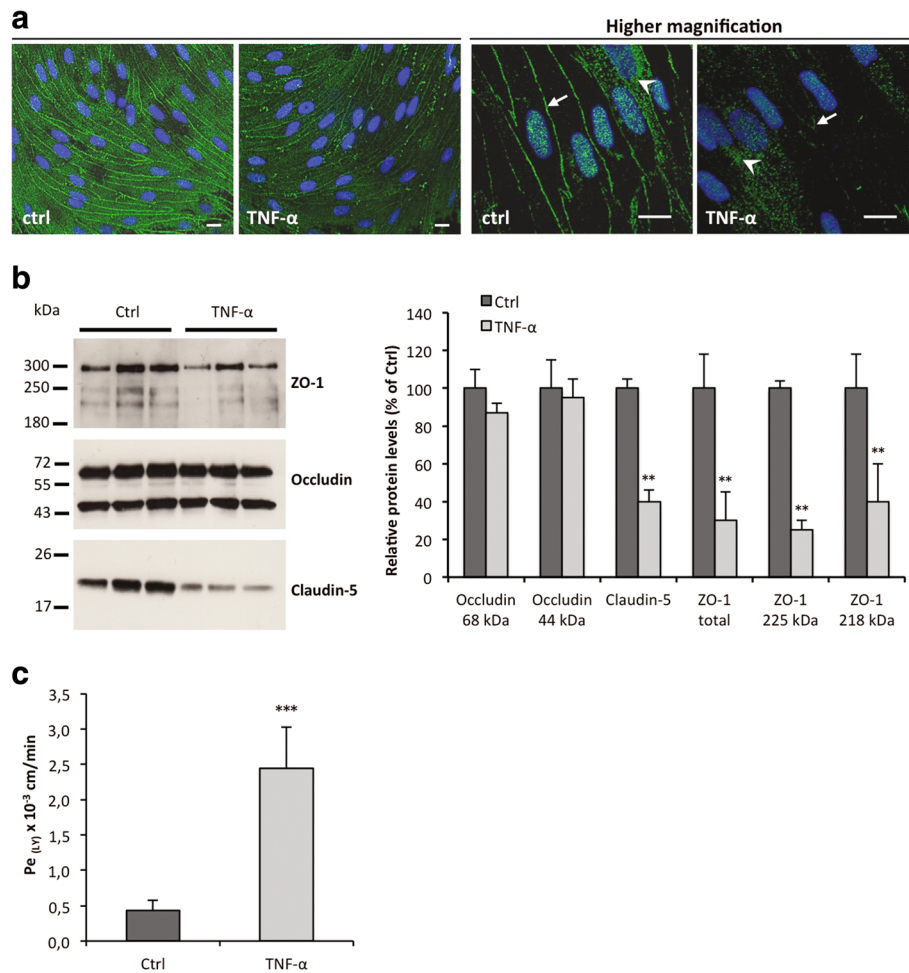 a
Higher magnification
ctrl
TNF-α
ctrl
TNF-α
b
kDa
Ctrl
TNF-α
300
250
180
ZO-1
72
55
43
Occludin
26
17
Claudin-5
Relative protein levels (% of Ctrl)
140
120
100
80
60
40
20
0
Ctrl
TNF-α
**
**
**
**
Occludin 68 kDa
Occludin 44 kDa
Claudin-5
ZO-1 total
ZO-1 225 kDa
ZO-1 218 kDa
c
Pe (LY) x 10⁻³ cm/min
3,5
3,0
2,5
2,0
1,5
1,0
0,5
0,0
***
Ctrl
TNF-α